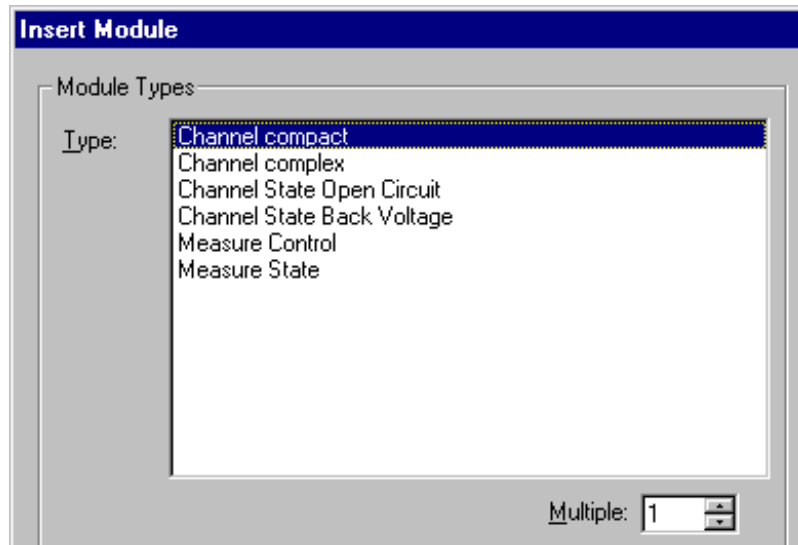 Insert Module
Module Types
Type:
Channel compact
Channel complex
Channel State Open Circuit
Channel State Back Voltage
Measure Control
Measure State
Multiple: 1